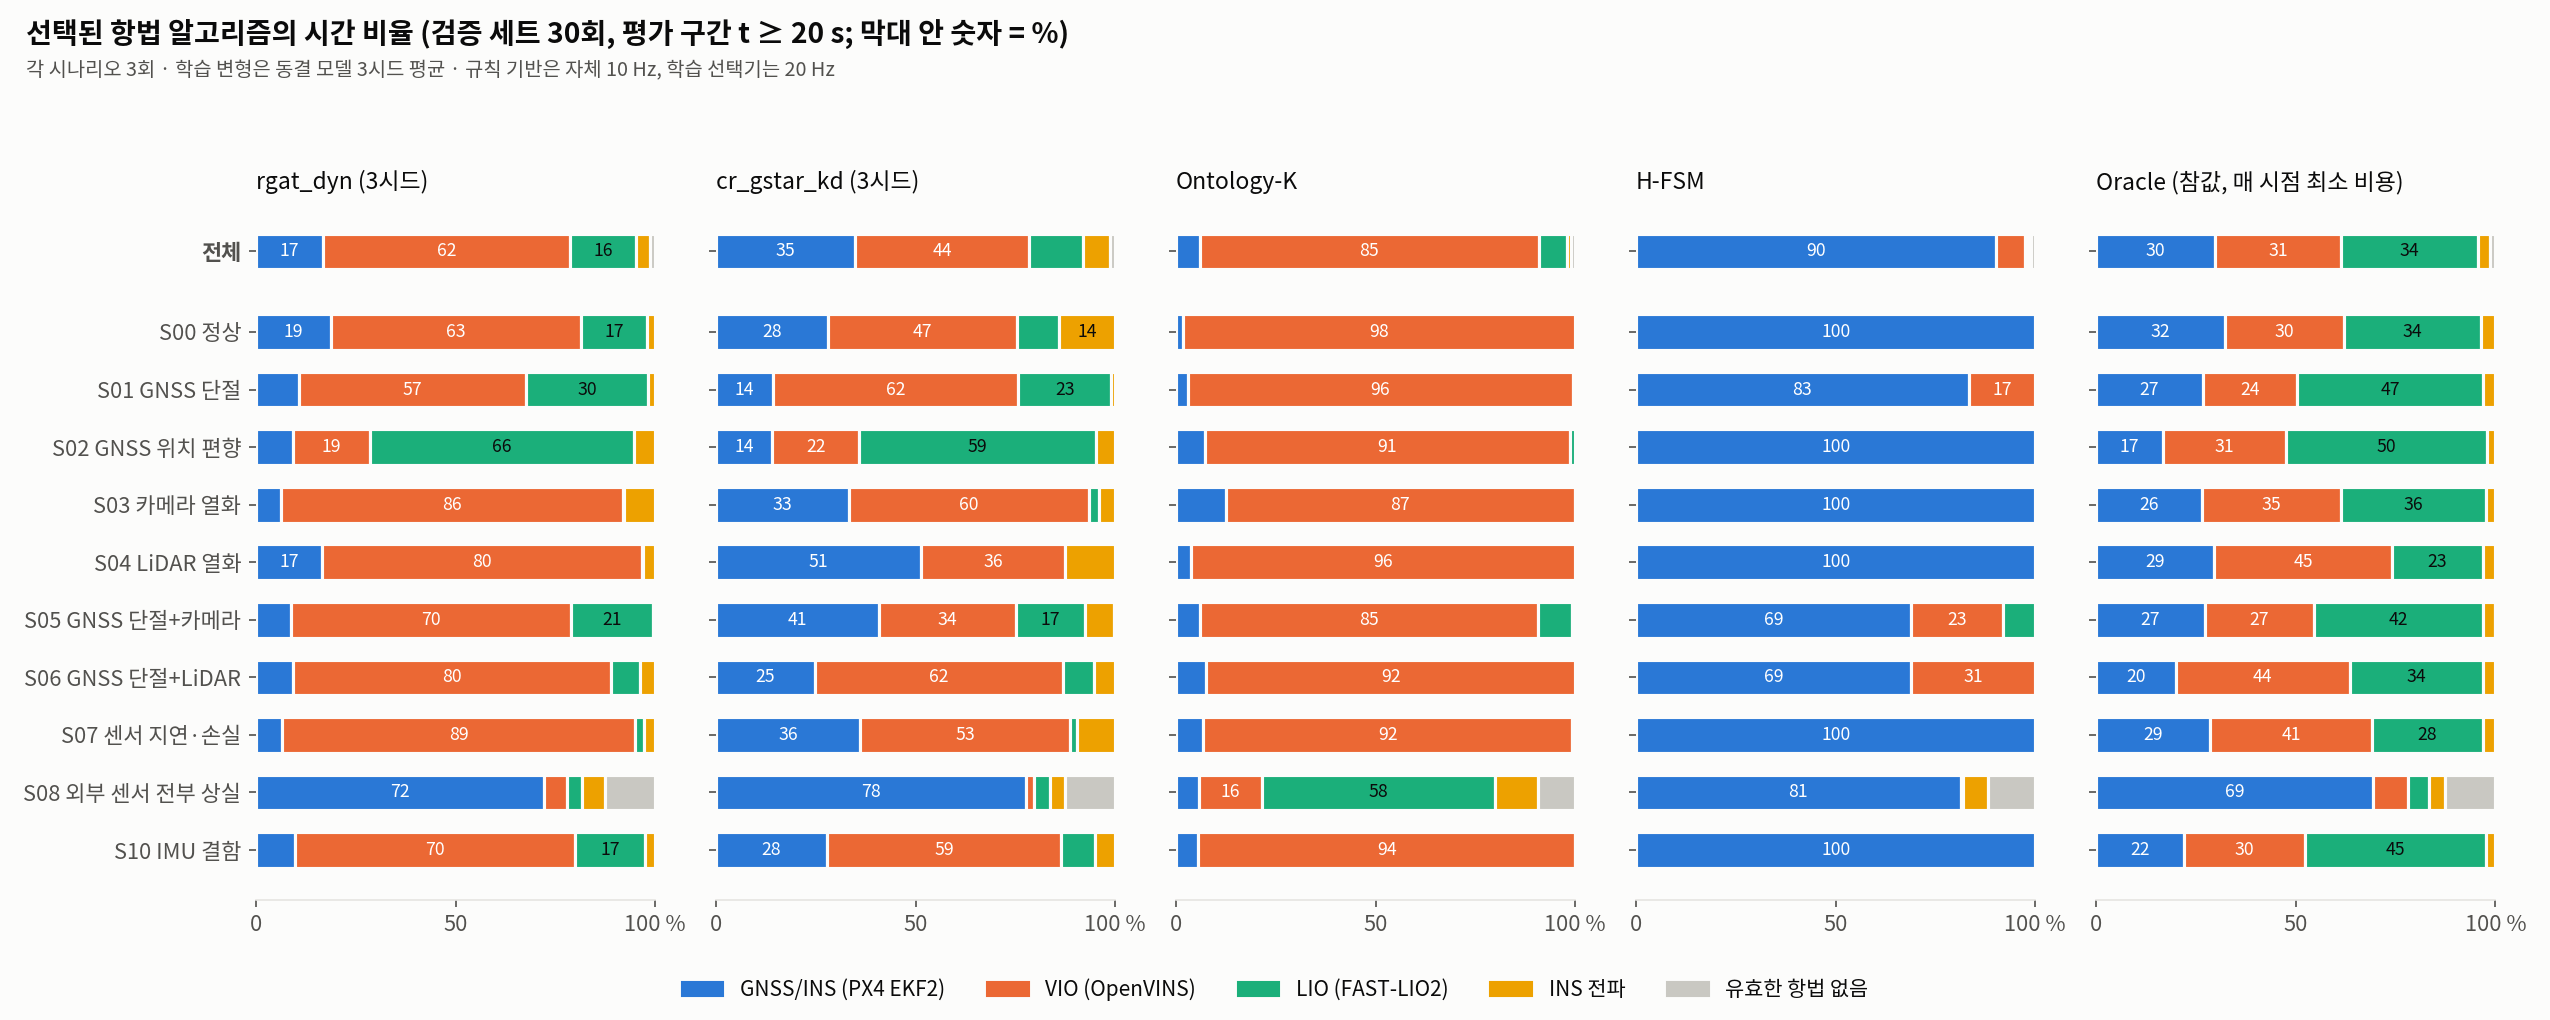 선택된 항법 알고리즘의 시간 비율 (검증 세트 30회, 평가 구간 t ≥ 20 s; 막대 안 숫자 = %)
각 시나리오 3회 · 학습 변형은 동결 모델 3시드 평균 · 규칙 기반은 자체 10 Hz, 학습 선택기는 20 Hz
rgat_dyn (3시드) cr_gstar_kd (3시드) Ontology-K H-FSM Oracle (참값, 매 시점 최소 비용)
전체 17 62 16 35 44 85 90 30 31 34
S00 정상 19 63 17 28 47 14 98 100 32 30 34
S01 GNSS 단절 57 30 14 62 23 96 83 17 27 24 47
S02 GNSS 위치 편향 19 66 14 22 59 91 100 17 31 50
S03 카메라 열화 86 33 60 87 100 26 35 36
S04 LiDAR 열화 17 80 51 36 96 100 29 45 23
S05 GNSS 단절+카메라 70 21 41 34 17 85 69 23 27 27 42
S06 GNSS 단절+LiDAR 80 25 62 92 69 31 20 44 34
S07 센서 지연·손실 89 36 53 92 100 29 41 28
S08 외부 센서 전부 상실 72 78 16 58 81 69
S10 IMU 결함 70 17 28 59 94 100 22 30 45
0 50 100 % 0 50 100 % 0 50 100 % 0 50 100 % 0 50 100 %
GNSS/INS (PX4 EKF2) VIO (OpenVINS) LIO (FAST-LIO2) INS 전파 유효한 항법 없음